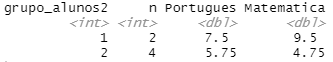 grupo_alunos2 n Portugues Matematica
<int> <int> <dbl> <dbl>
1 2 7.5 9.5
2 4 5.75 4.75